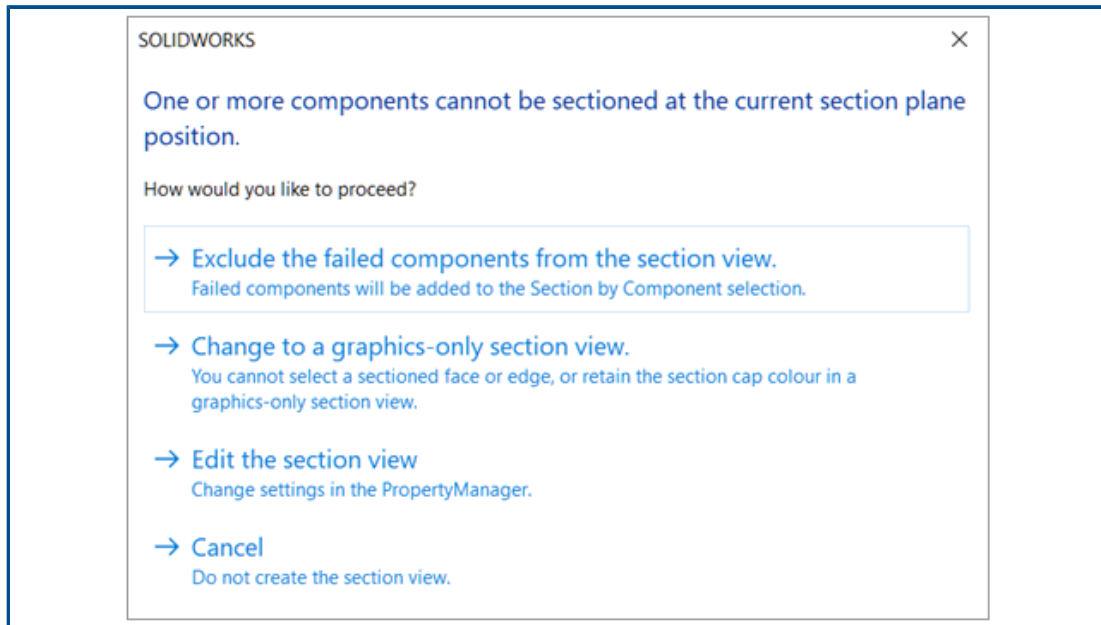 SOLIDWORKS
One or more components cannot be sectioned at the current section plane
position.
How would you like to proceed?
→ Exclude the failed components from the section view.
Failed components will be added to the Section by Component selection.
→ Change to a graphics-only section view.
You cannot select a sectioned face or edge, or retain the section cap colour in a
graphics-only section view.
→ Edit the section view
Change settings in the PropertyManager.
→ Cancel
Do not create the section view.